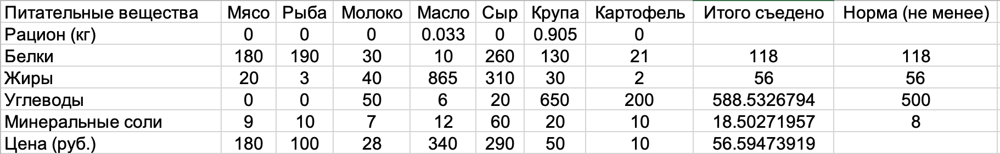 Питательные вещества Мясо Рыба Молоко Масло Сыр Крупа Картофель Итого съедено Норма (не менее)
Рацион (кг) 0 0 0 0.033 0 0.905 0
Белки 180 190 30 10 260 130 21 118 118
Жиры 20 3 40 865 310 30 2 56 56
Углеводы 0 0 50 6 20 650 200 588.5326794 500
Минеральные соли 9 10 7 12 60 20 10 18.50271957 8
Цена (руб.) 180 100 28 340 290 50 10 56.59473919